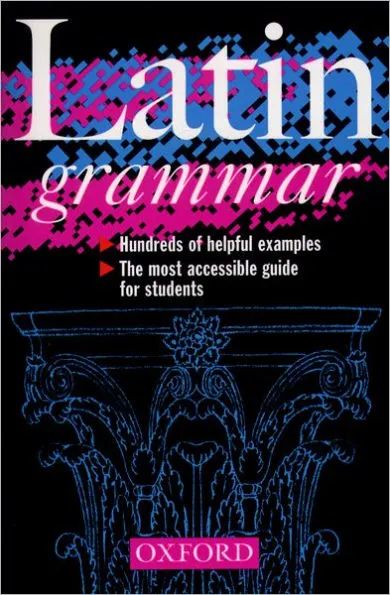 Latin
grammar
Hundreds of helpful examples
The most accessible guide
for students
OXFORD